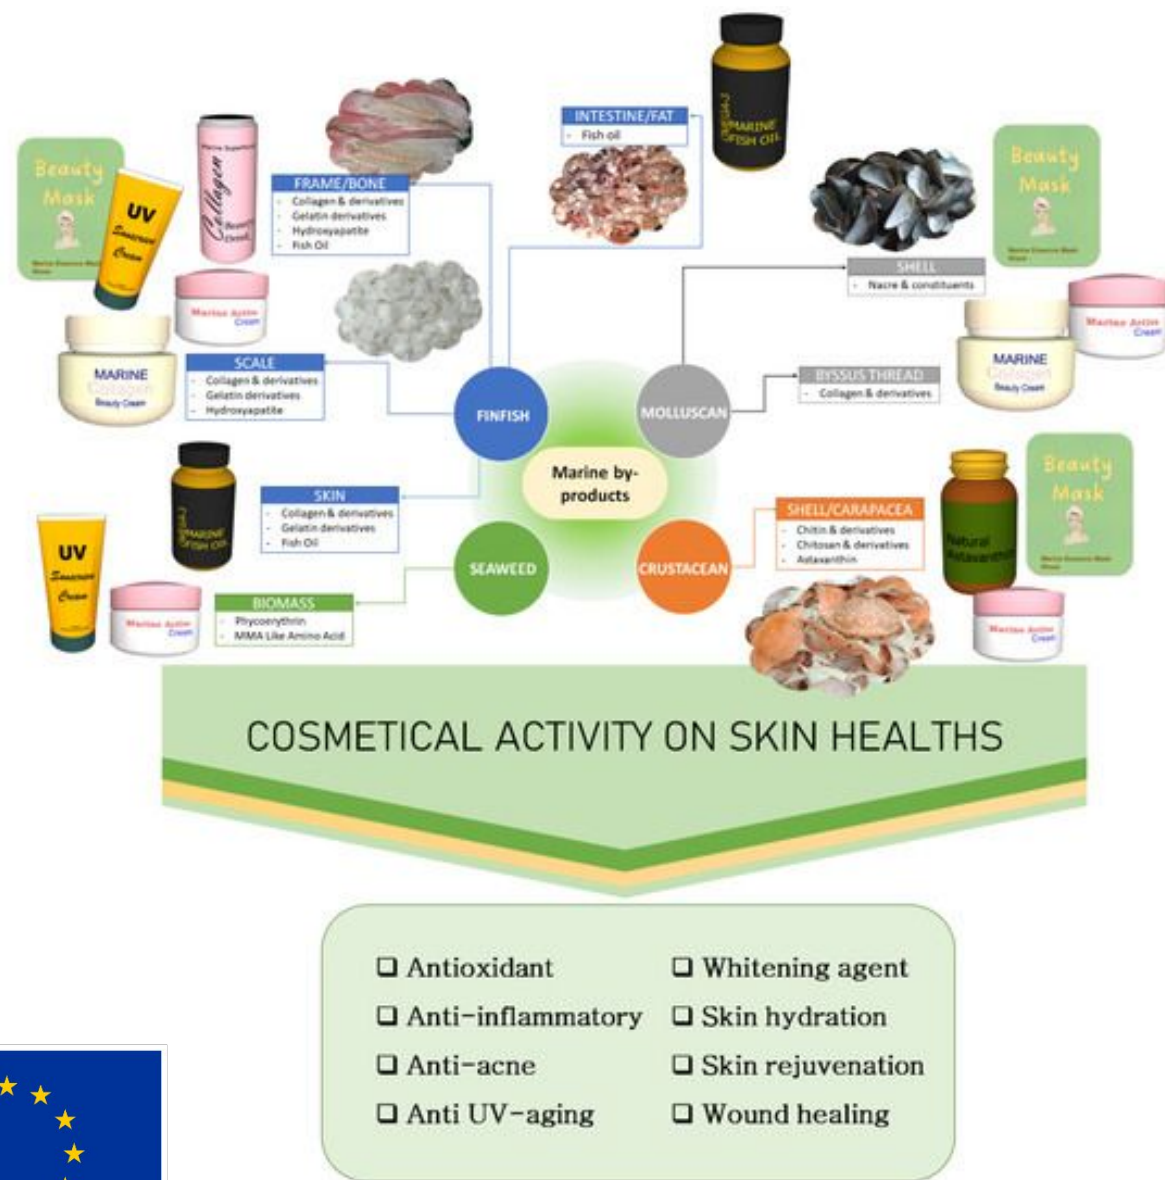 INTESTINE/FAT
- Fish oil
MARINE
FISH OIL
Beauty
Mask
UV
Sunscreen
Cream
Collagen
Beauty
Drink
FRAME/BONE
- Collagen & derivatives
- Gelatin derivatives
- Hydroxyapatite
- Fish Oil
Beauty
Mask
SHELL
- Nacre & constituents
Marine Active
Cream
Marine Active
Cream
MARINE
Collagen
Beauty Cream
SCALE
- Collagen & derivatives
- Gelatin derivatives
- Hydroxyapatite
MARINE
Collagen
Beauty Cream
BYSSUS THREAD
- Collagen & derivatives
FINFISH
MOLLUSCAN
Marine by-
products
MARINE
FISH OIL
SKIN
- Collagen & derivatives
- Gelatin derivatives
- Fish Oil
SHELL/CARAPACEA
- Chitin & derivatives
- Chitosan & derivatives
- Astaxanthin
Natural
Astaxanthin
Beauty
Mask
UV
Sunscreen
Cream
SEAWEED
CRUSTACEAN
Marine Active
Cream
BIOMASS
- Phycoerythrin
- MMA Like Amino Acid
Marine Active
Cream
COSMETICAL ACTIVITY ON SKIN HEALTHS
❑ Antioxidant
❑ Whitening agent
❑ Anti-inflammatory
❑ Skin hydration
❑ Anti-acne
❑ Skin rejuvenation
❑ Anti UV-aging
❑ Wound healing